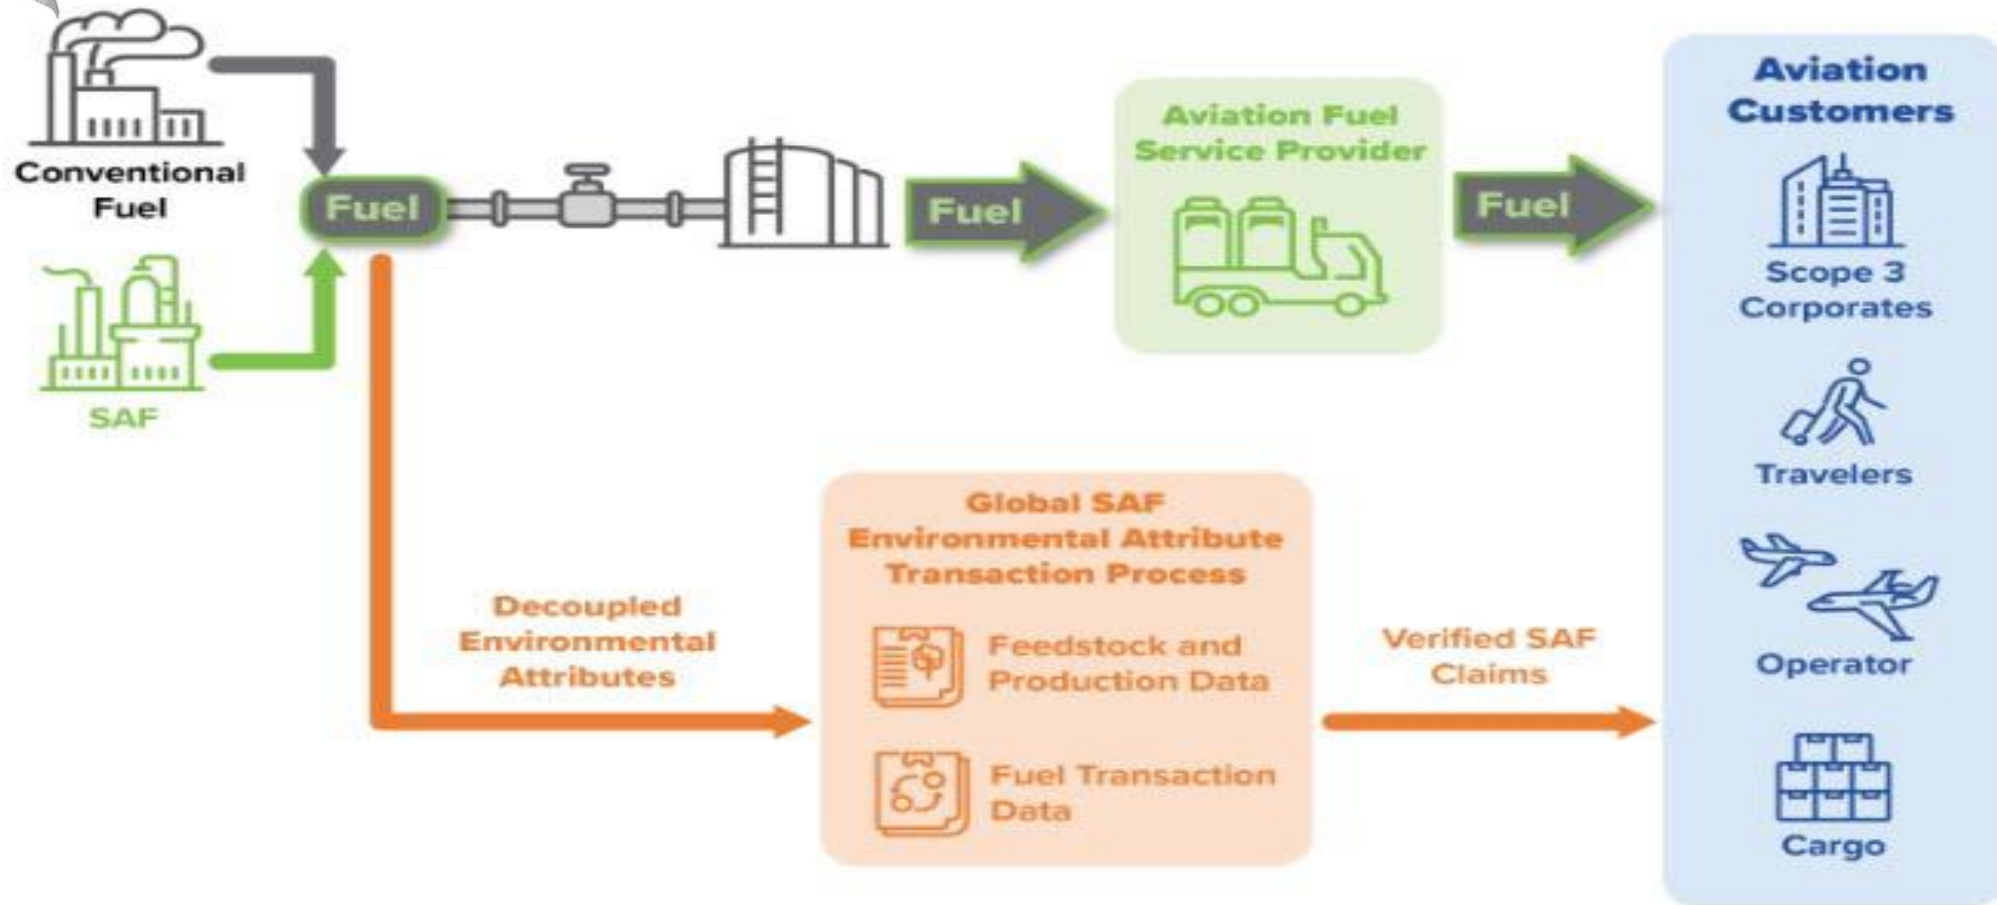 Conventional
Fuel
SAF
Fuel
Fuel
Aviation Fuel
Service Provider
Fuel
Decoupled
Environmental
Attributes
Global SAF
Environmental Attribute
Transaction Process
Feedstock and
Production Data
Fuel Transaction
Data
Verified SAF
Claims
Aviation
Customers
Scope 3
Corporates
Travelers
Operator
Cargo